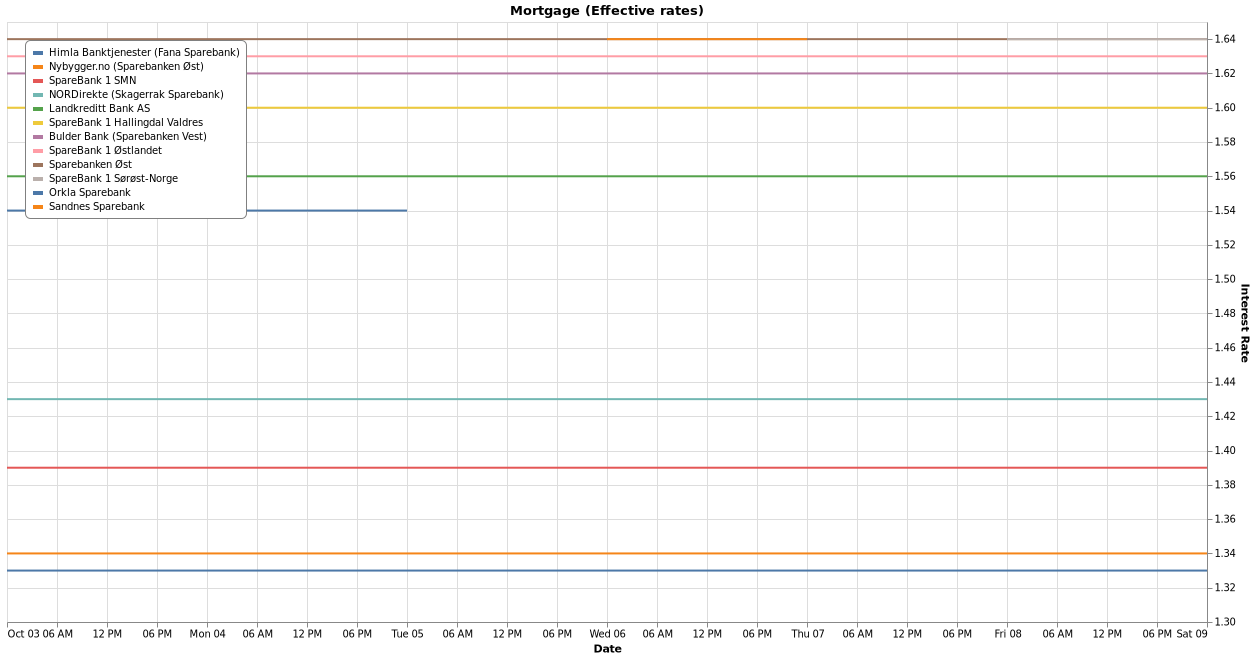 Mortgage (Effective rates)
Himla Banktjenester (Fana Sparebank)
Nybygger.no (Sparebanken Øst)
SpareBank 1 SMN
NORDirekte (Skagerrak Sparebank)
Landkreditt Bank AS
SpareBank 1 Hallingdal Valdres
Bulder Bank (Sparebanken Vest)
SpareBank 1 Østlandet
Sparebanken Øst
SpareBank 1 Sørøst-Norge
Orkla Sparebank
Sandnes Sparebank
1.64
1.62
1.60
1.58
1.56
1.54
1.52
1.50
1.48
1.46
1.44
1.42
1.40
1.38
1.36
1.34
1.32
1.30
Interest Rate
Oct 03 06 AM 12 PM 06 PM Mon 04 06 AM 12 PM 06 PM Tue 05 06 AM 12 PM 06 PM Wed 06 06 AM 12 PM 06 PM Thu 07 06 AM 12 PM 06 PM Fri 08 06 AM 12 PM 06 PM Sat 09
Date